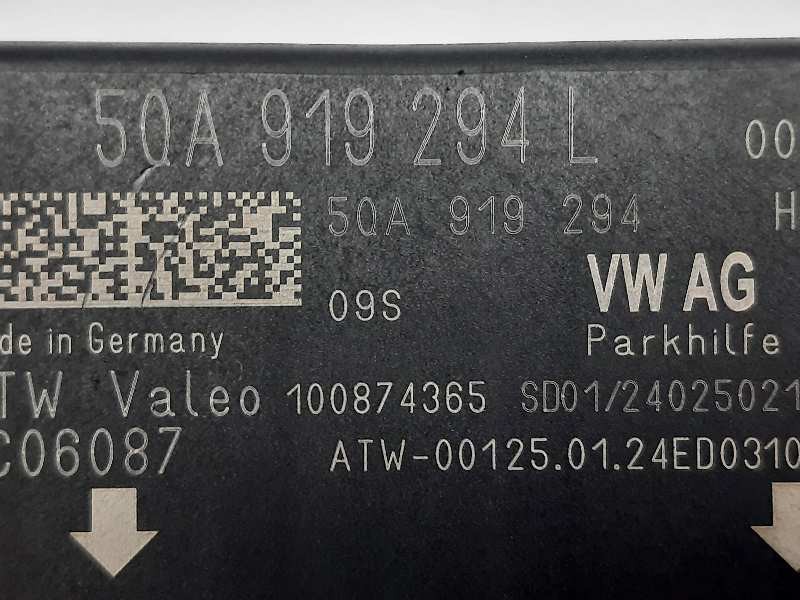 5QA 919 294 L
00
5QA 919 294
H
09S
VW AG
de in Germany
Parkhilfe
TW Valeo 100874365 SD01/24025021
C06087
ATW-00125.01.24ED0310